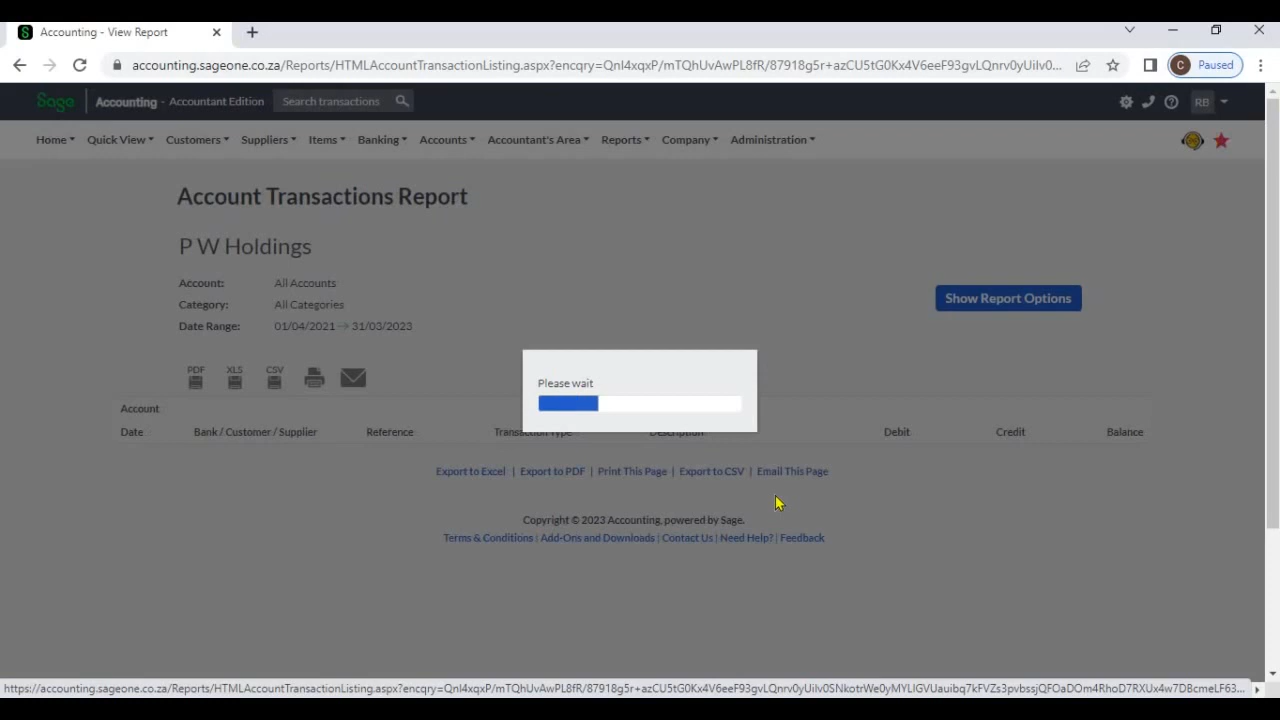 Accounting - View Report
accounting.sageone.co.za/Reports/HTMLAccountTransactionListing.aspx?encqry=QnI4xqxP/mTQhUvAwPL8fR/87918g5r+azCU5tG0Kx4V6eeF93gvLQnrv0yUiIv0...
C Paused
Sage Accounting - Accountant Edition Search transactions RB
Home Quick View Customers Suppliers Items Banking Accounts Accountant's Area Reports Company Administration
Account Transactions Report
P W Holdings
Account: All Accounts
Category: All Categories
Date Range: 01/04/2021 → 31/03/2023
Show Report Options
PDF XLS CSV
Please wait
Account
Date Bank / Customer / Supplier Reference Transaction Type Description Debit Credit Balance
Export to Excel | Export to PDF | Print This Page | Export to CSV | Email This Page
Copyright © 2023 Accounting, powered by Sage.
Terms & Conditions | Add-Ons and Downloads | Contact Us | Need Help? | Feedback
https://accounting.sageone.co.za/Reports/HTMLAccountTransactionListing.aspx?encqry=QnI4xqxP/mTQhUvAwPL8fR/87918g5r+azCU5tG0Kx4V6eeF93gvLQnrv0yUiIv0SNkotrWe0yMYLIGVUauibq7kFVZs3pvbssjQFOaDOm4RhoD7RXUx4w7DBcmeLF63...